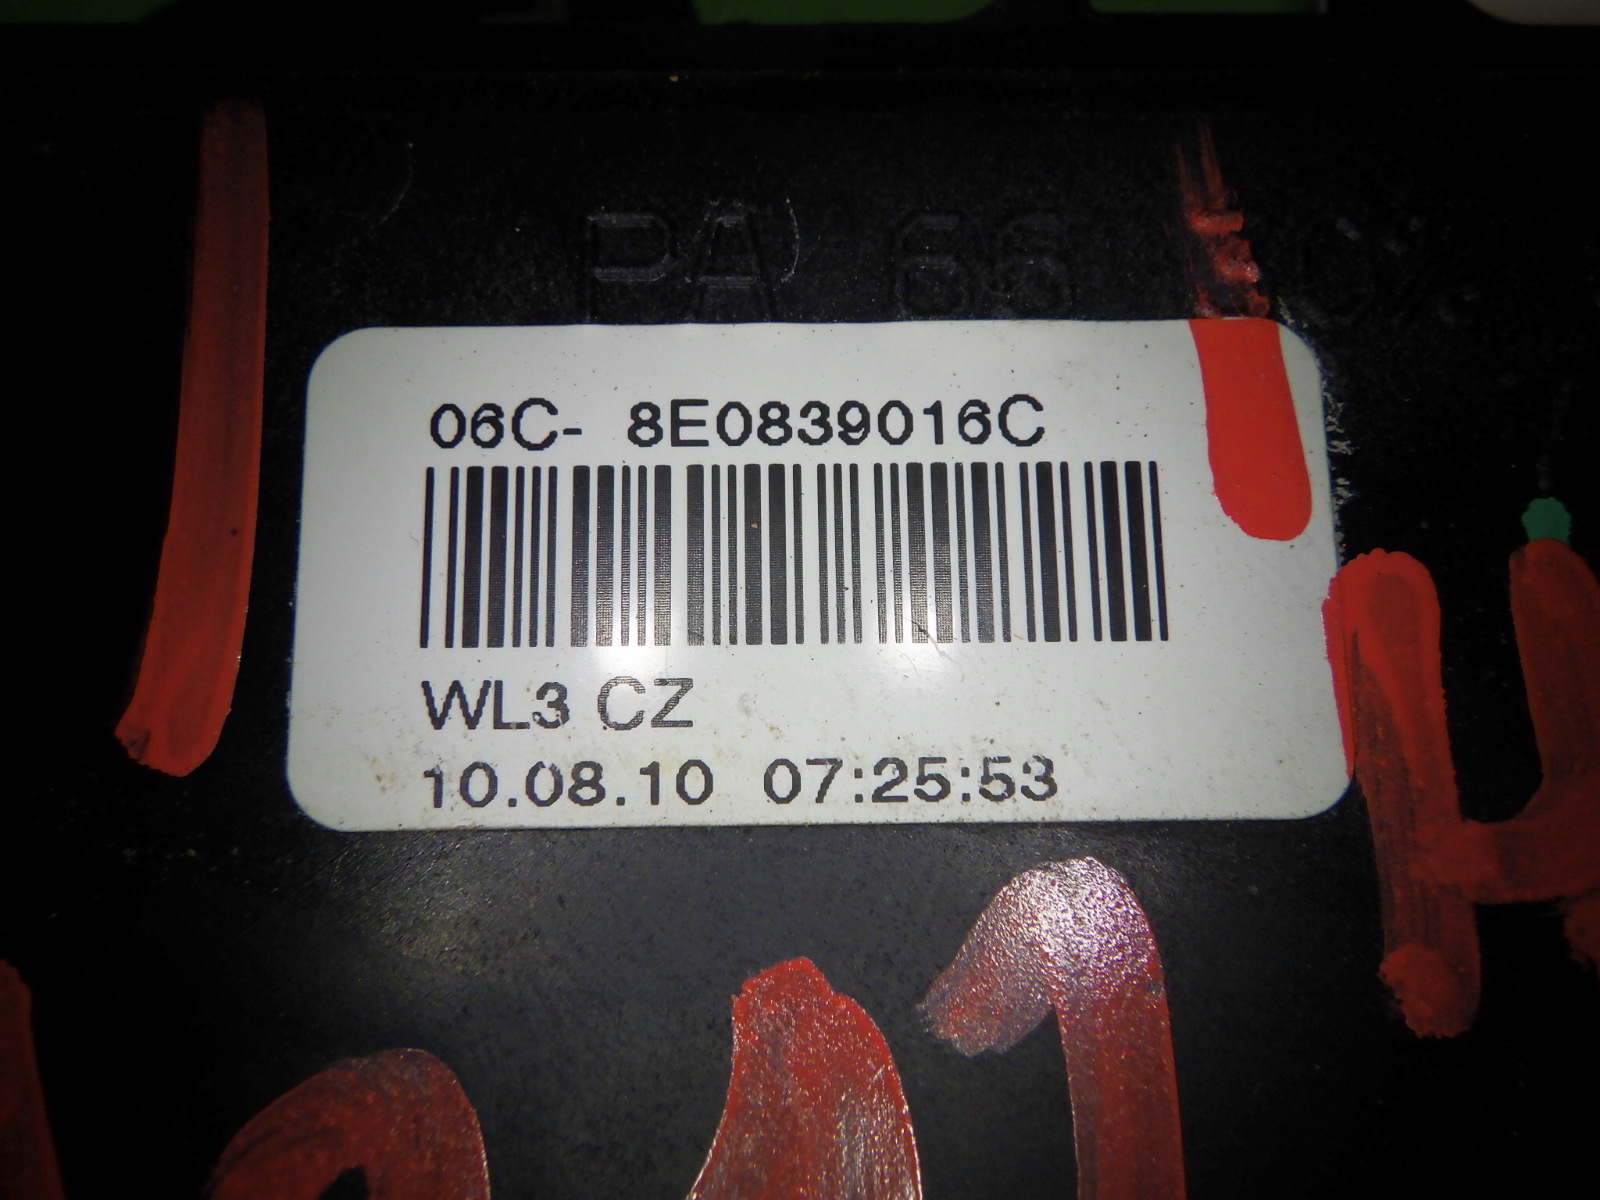 PA 66
06C- 8E0839016C
WL3 CZ
10.08.10 07:25:53